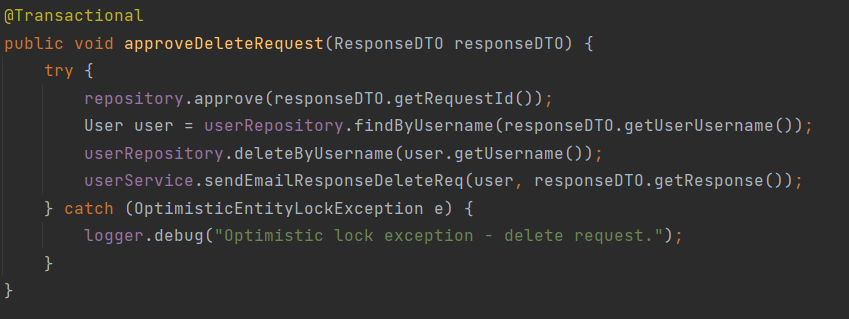 @Transactional
public void approveDeleteRequest(ResponseDTO responseDTO) {
    try {
        repository.approve(responseDTO.getRequestId());
        User user = userRepository.findByUsername(responseDTO.getUserUsername());
        userRepository.deleteByUsername(user.getUsername());
        userService.sendEmailResponseDeleteReq(user, responseDTO.getResponse());
    } catch (OptimisticEntityLockException e) {
        logger.debug("Optimistic lock exception - delete request.");
    }
}